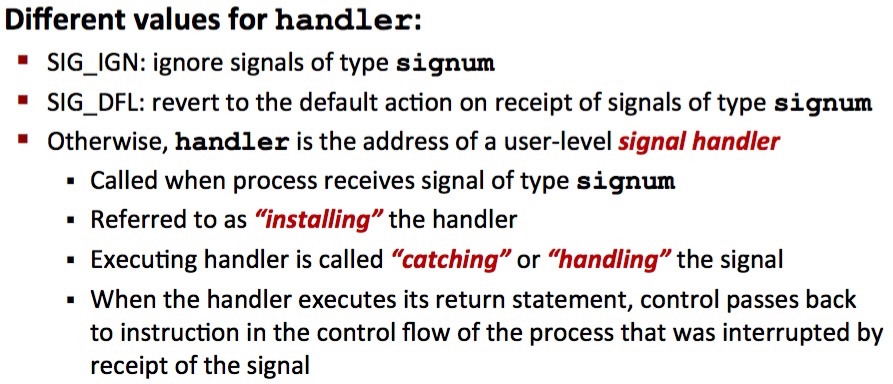 Different values for handler:
▪ SIG_IGN: ignore signals of type signum
▪ SIG_DFL: revert to the default action on receipt of signals of type signum
▪ Otherwise, handler is the address of a user-level signal handler
▪ Called when process receives signal of type signum
▪ Referred to as “installing” the handler
▪ Executing handler is called “catching” or “handling” the signal
▪ When the handler executes its return statement, control passes back
to instruction in the control flow of the process that was interrupted by
receipt of the signal